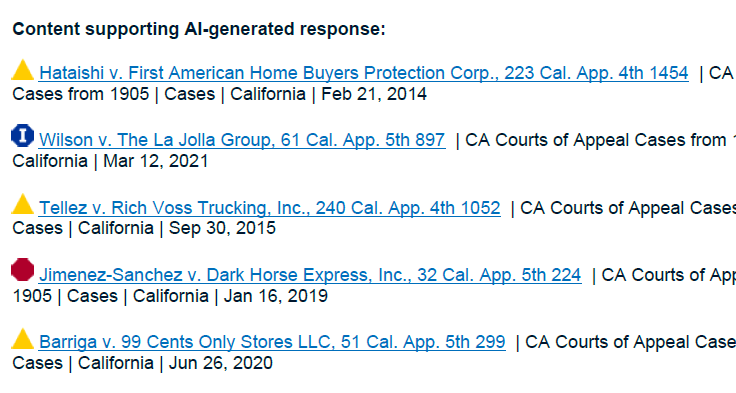 Content supporting AI-generated response:
Hataishi v. First American Home Buyers Protection Corp., 223 Cal. App. 4th 1454 | CA
Cases from 1905 | Cases | California | Feb 21, 2014
I Wilson v. The La Jolla Group, 61 Cal. App. 5th 897 | CA Courts of Appeal Cases from
California | Mar 12, 2021
Tellez v. Rich Voss Trucking, Inc., 240 Cal. App. 4th 1052 | CA Courts of Appeal Cases
Cases | California | Sep 30, 2015
Jimenez-Sanchez v. Dark Horse Express, Inc., 32 Cal. App. 5th 224 | CA Courts of App
1905 | Cases | California | Jan 16, 2019
Barriga v. 99 Cents Only Stores LLC, 51 Cal. App. 5th 299 | CA Courts of Appeal Case
Cases | California | Jun 26, 2020